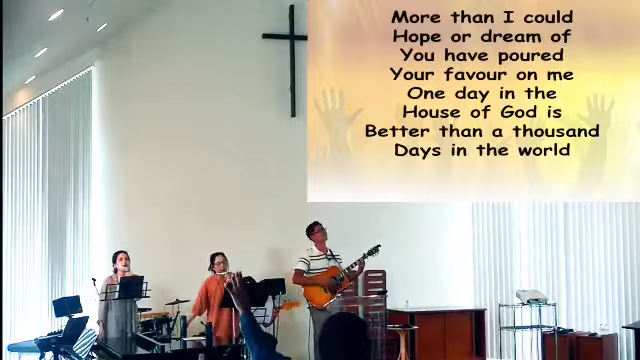 More than I could
Hope or dream of
You have poured
Your favour on me
One day in the
House of God is
Better than a thousand
Days in the world